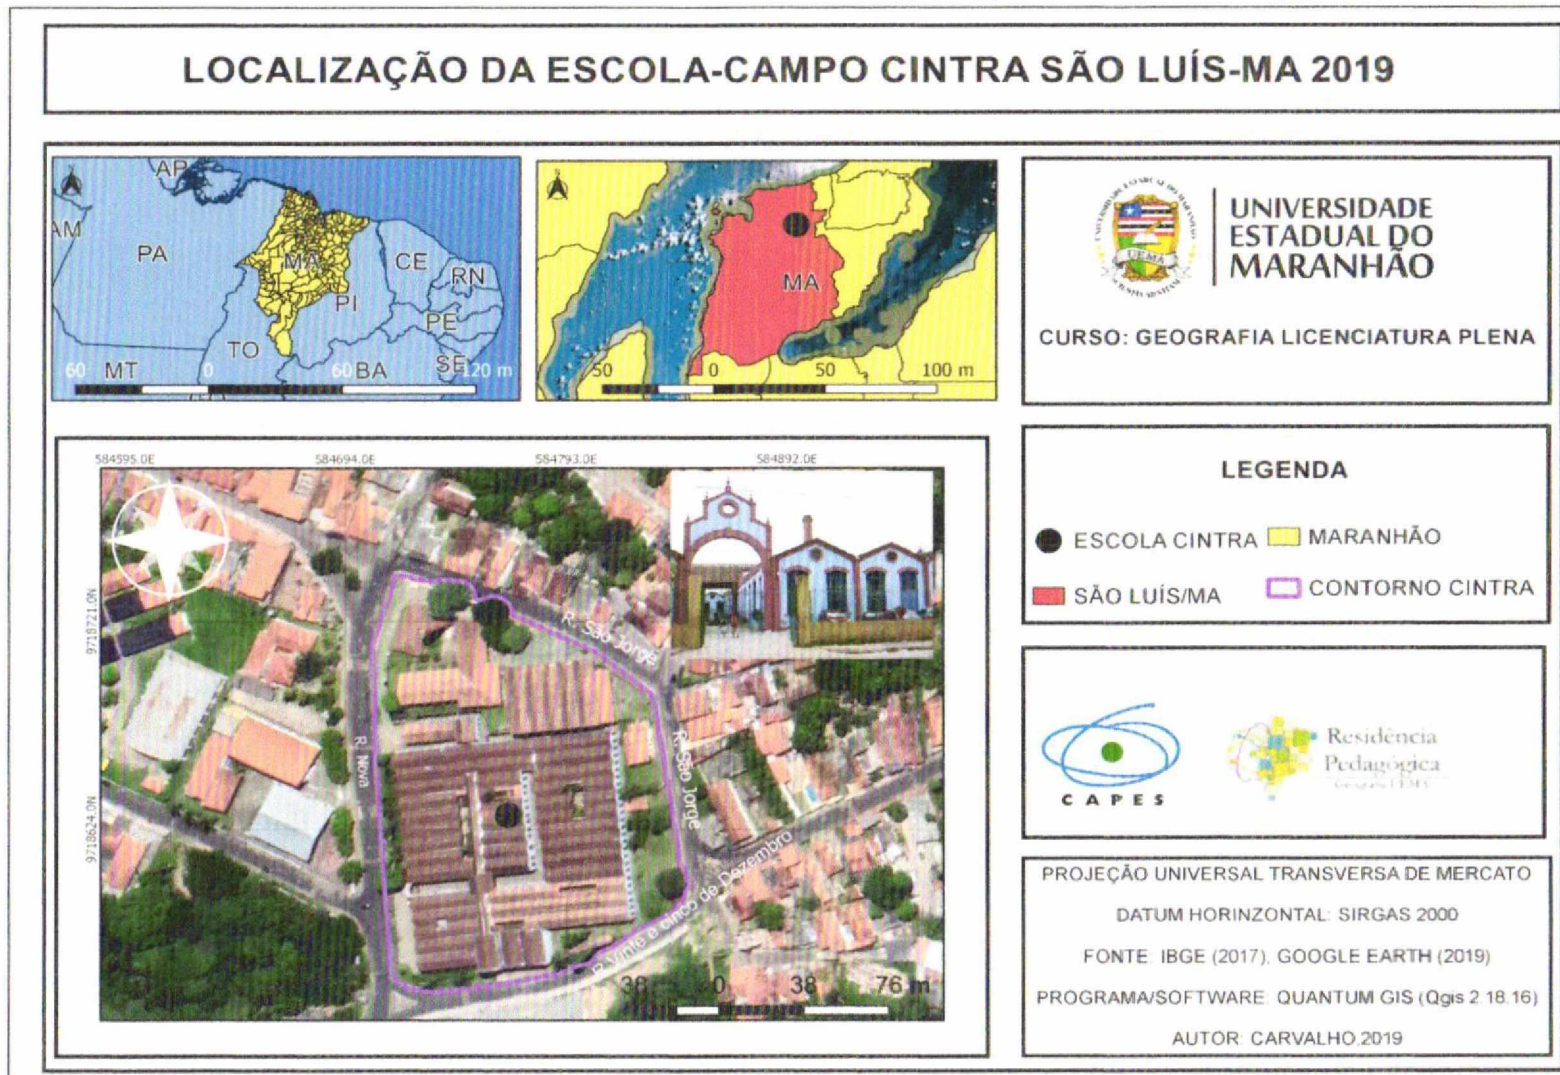 LOCALIZAÇÃO DA ESCOLA-CAMPO CINTRA SÃO LUÍS-MA 2019
AP
AM
PA
MA
CE
RN
PI
PE
TO
SE
MT
BA
60 0 60 120 m
MA
50 0 50 100 m
UNIVERSIDADE
ESTADUAL DO
MARANHÃO
UEMA
CURSO: GEOGRAFIA LICENCIATURA PLENA
584595.0E 584694.0E 584793.0E 584892.0E
9718721.0N
9718624.0N
R. São Jorge
R. Nova
R. São Jorge
R. Vinte e cinco de Dezembro
38 0 38 76 m
LEGENDA
ESCOLA CINTRA
MARANHÃO
SÃO LUÍS/MA
CONTORNO CINTRA
CAPES
Residência
Pedagógica
PROJEÇÃO UNIVERSAL TRANSVERSA DE MERCATO
DATUM HORINZONTAL: SIRGAS 2000
FONTE: IBGE (2017), GOOGLE EARTH (2019)
PROGRAMA/SOFTWARE: QUANTUM GIS (Qgis 2.18.16)
AUTOR: CARVALHO,2019